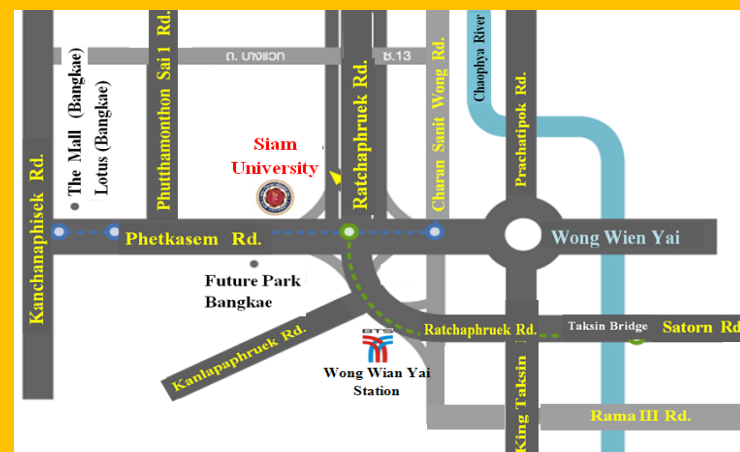 ถ. บางแวก
ซ.13
Kanchanaphisek Rd.
The Mall (Bangkae)
Lotus (Bangkae)
Phutthamonthon Sai 1 Rd.
Siam
University
Ratchaphruek Rd.
Charan Sanit Wong Rd.
Chaophya River
Prachatipok Rd.
Phetkasem Rd.
Wong Wien Yai
Future Park
Bangkae
Kanlapaphruek Rd.
BTS
Wong Wian Yai
Station
Ratchaphruek Rd.
Taksin Bridge
Satorn Rd
King Taksin
Rama III Rd.